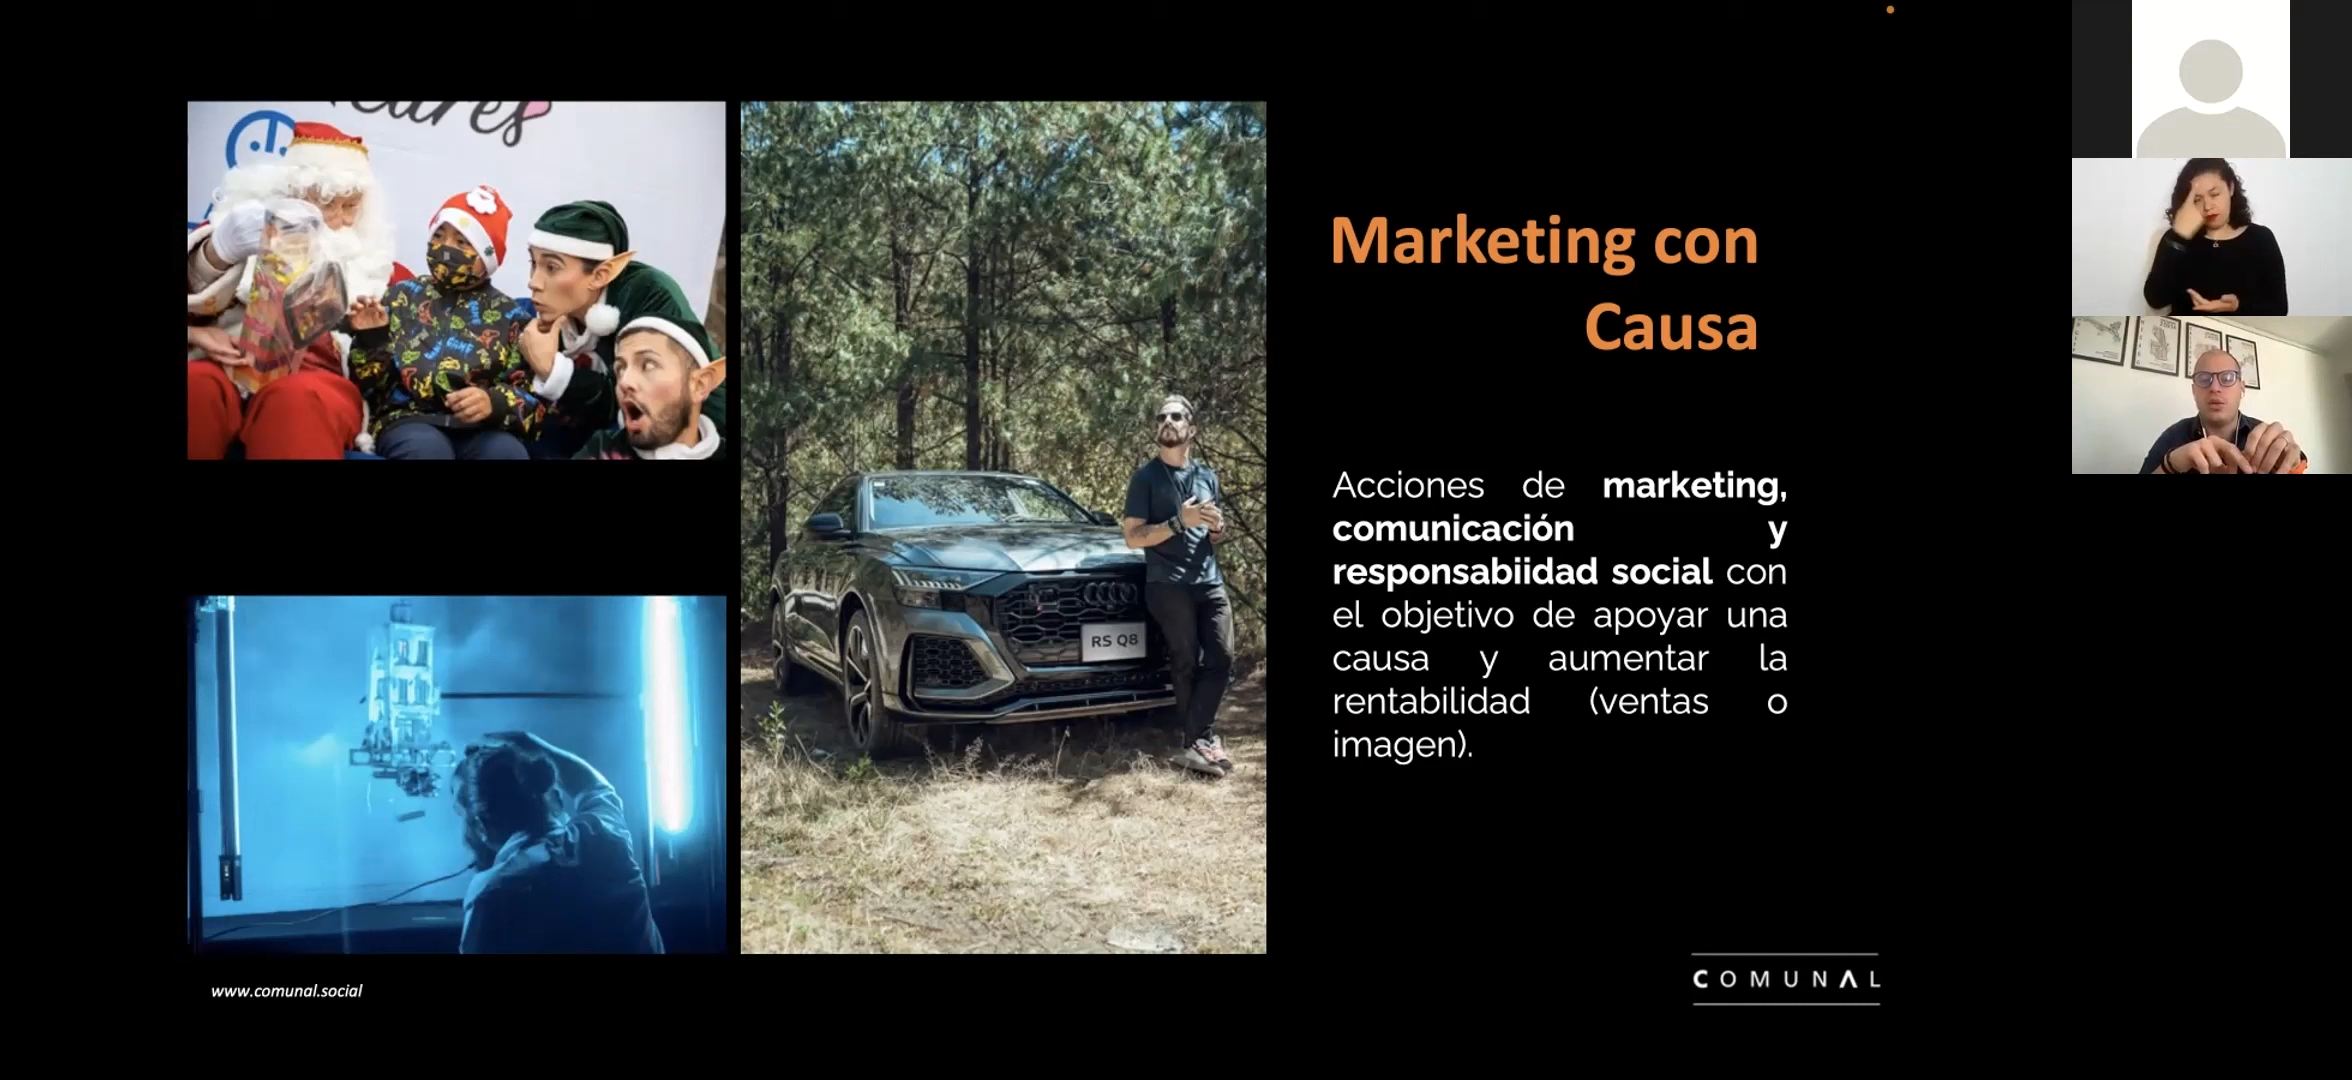 Cares
Marketing con
Causa
Acciones de marketing,
comunicación y
responsabiidad social con
el objetivo de apoyar una
causa y aumentar la
rentabilidad (ventas o
imagen).
RS Q8
www.comunal.social
COMUNAL